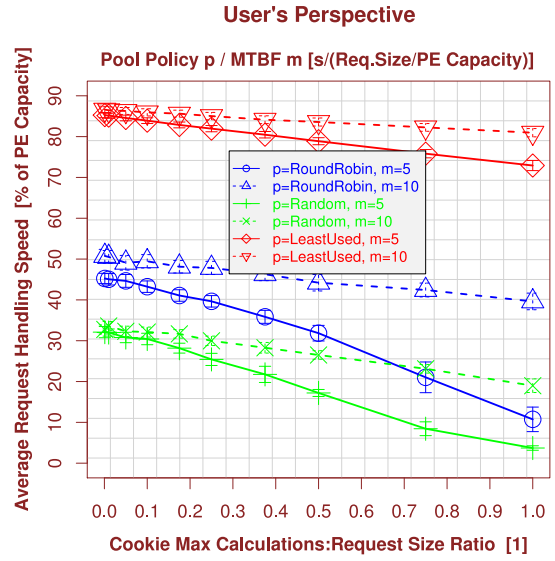 User's Perspective
Pool Policy p / MTBF m [s/(Req.Size/PE Capacity)]
Average Request Handling Speed [% of PE Capacity]
90
80
70
60
50
40
30
20
10
0
p=RoundRobin, m=5
p=RoundRobin, m=10
p=Random, m=5
p=Random, m=10
p=LeastUsed, m=5
p=LeastUsed, m=10
0.0 0.1 0.2 0.3 0.4 0.5 0.6 0.7 0.8 0.9 1.0
Cookie Max Calculations:Request Size Ratio [1]